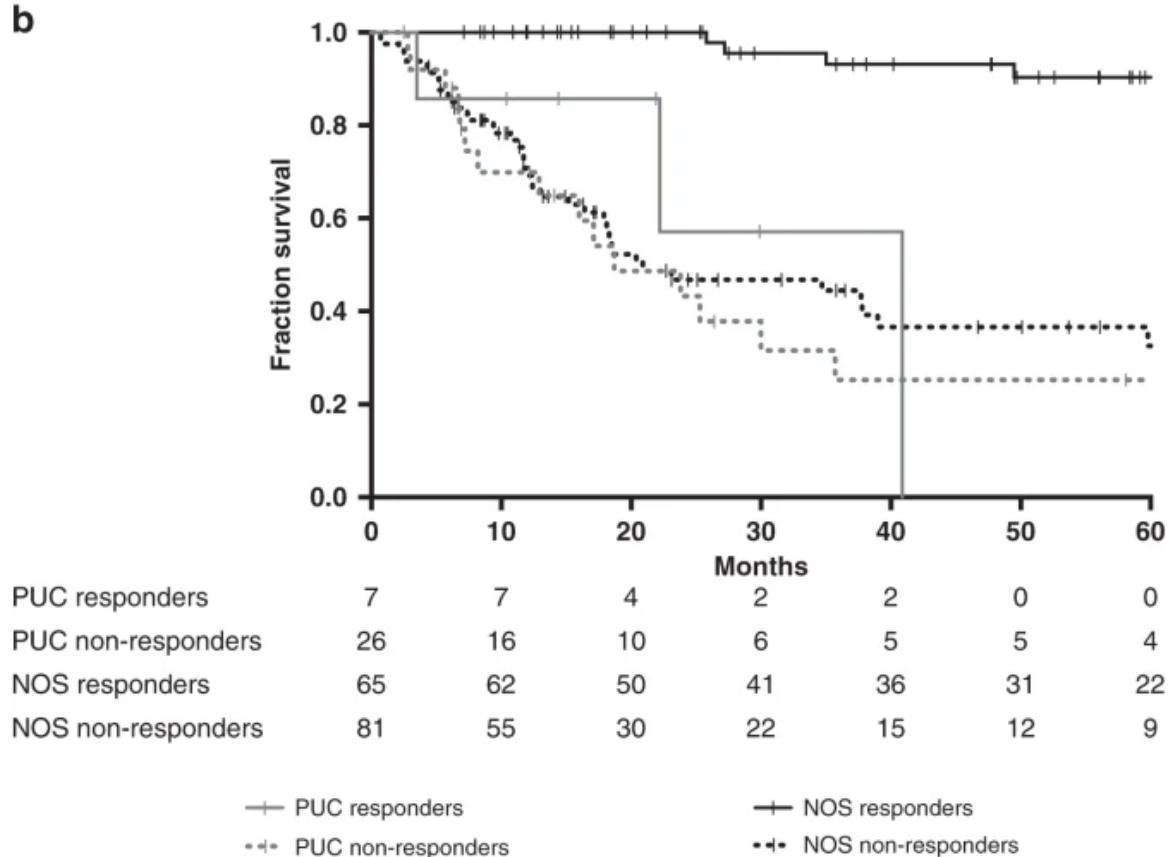 b
1.0
0.8
0.6
0.4
0.2
0.0
Fraction survival
0 10 20 30 40 50 60
Months
PUC responders 7 7 4 2 2 0 0
PUC non-responders 26 16 10 6 5 5 4
NOS responders 65 62 50 41 36 31 22
NOS non-responders 81 55 30 22 15 12 9
PUC responders NOS responders
PUC non-responders NOS non-responders